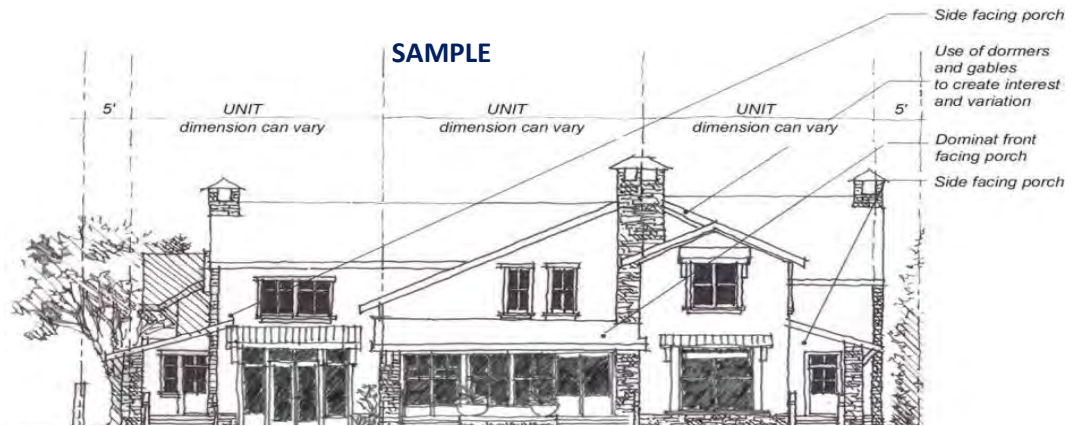 Side facing porch
SAMPLE
Use of dormers
and gables
to create interest
and variation
5'
UNIT
dimension can vary
UNIT
dimension can vary
UNIT
dimension can vary
5'
Dominat front
facing porch
Side facing porch